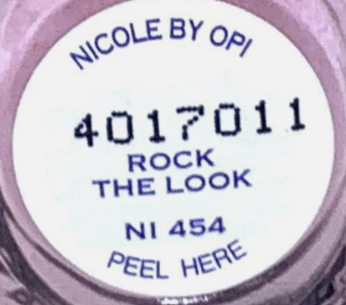 NICOLE BY OPI
4017011
ROCK
THE LOOK
NI 454
PEEL HERE